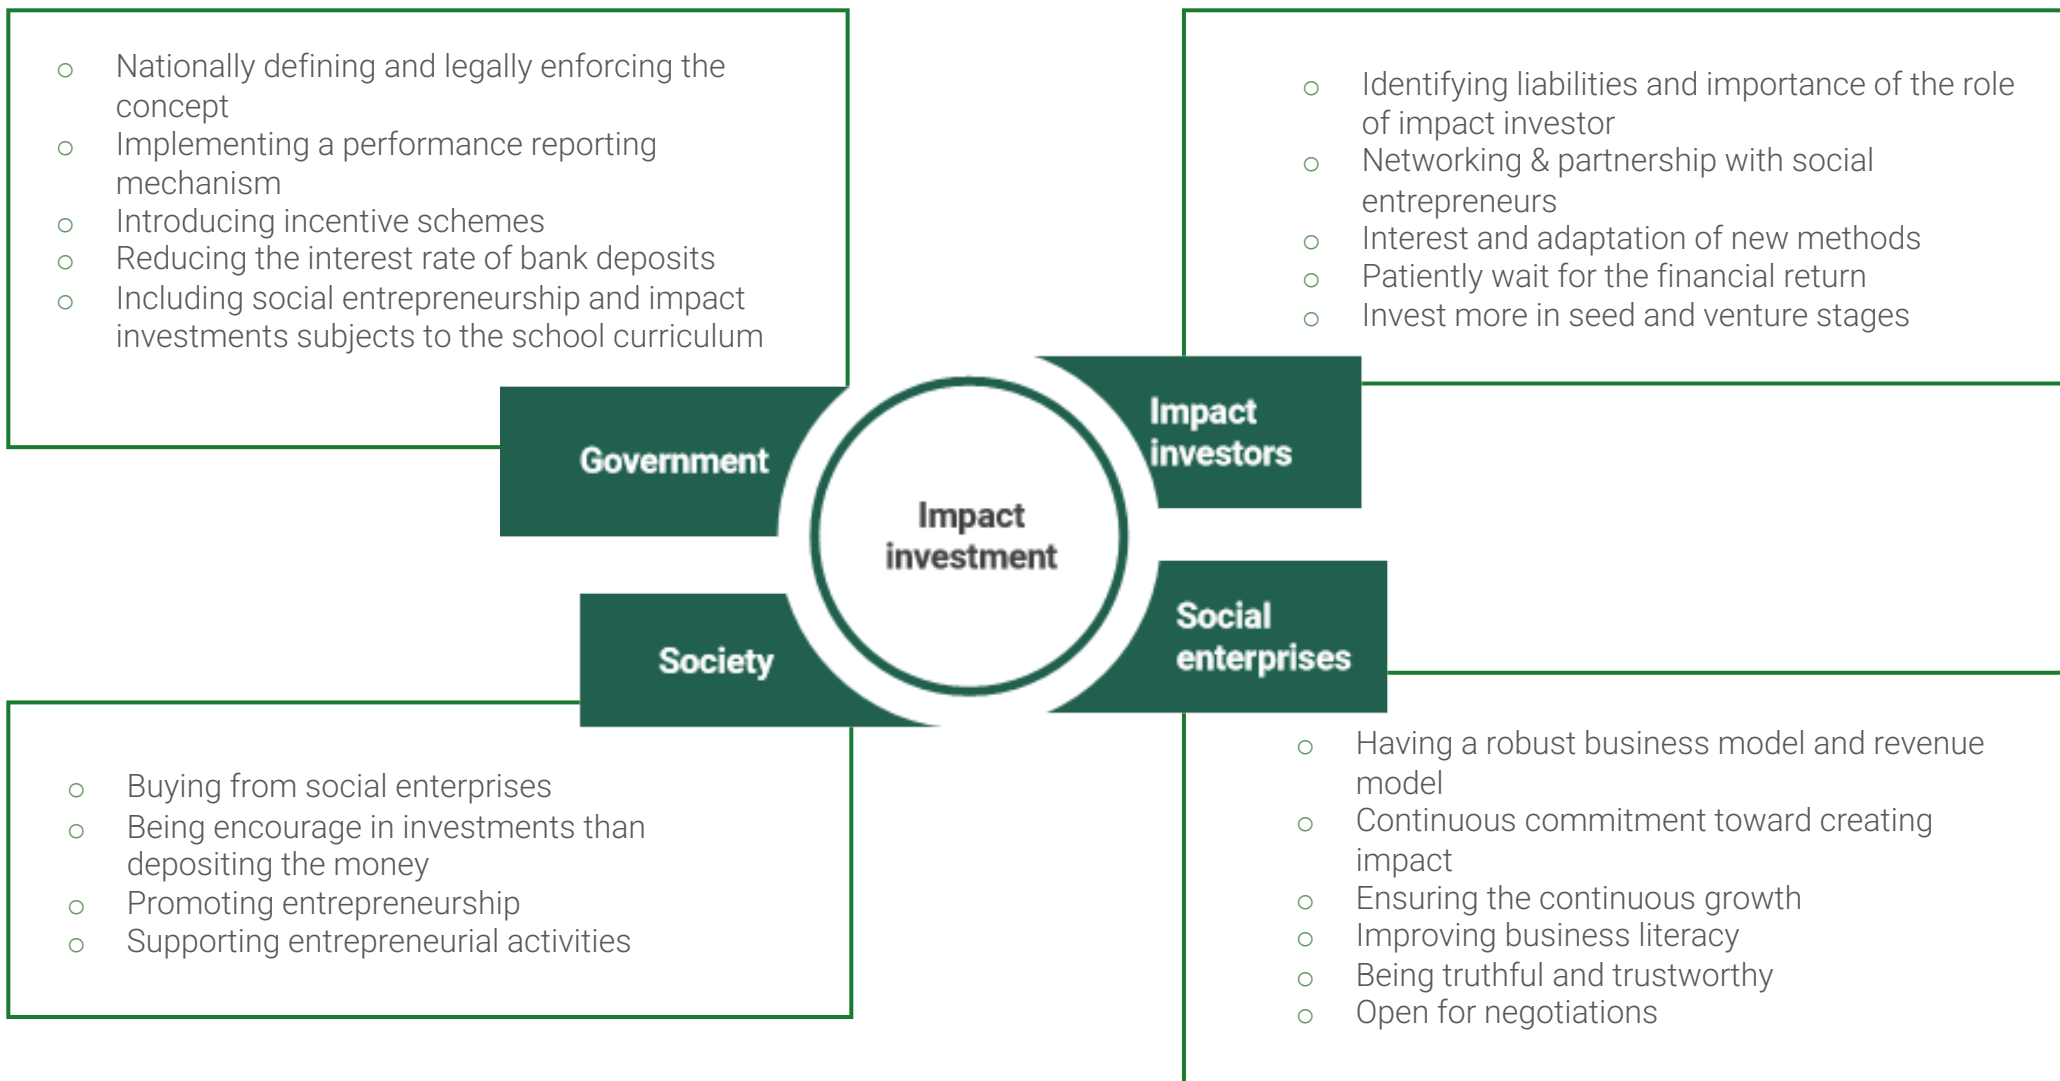 ○ Nationally defining and legally enforcing the
concept
○ Implementing a performance reporting
mechanism
○ Introducing incentive schemes
○ Reducing the interest rate of bank deposits
○ Including social entrepreneurship and impact
investments subjects to the school curriculum
○ Identifying liabilities and importance of the role
of impact investor
○ Networking & partnership with social
entrepreneurs
○ Interest and adaptation of new methods
○ Patiently wait for the financial return
○ Invest more in seed and venture stages
Government
Impact
investors
Impact
investment
Society
Social
enterprises
○ Buying from social enterprises
○ Being encourage in investments than
depositing the money
○ Promoting entrepreneurship
○ Supporting entrepreneurial activities
○ Having a robust business model and revenue
model
○ Continuous commitment toward creating
impact
○ Ensuring the continuous growth
○ Improving business literacy
○ Being truthful and trustworthy
○ Open for negotiations